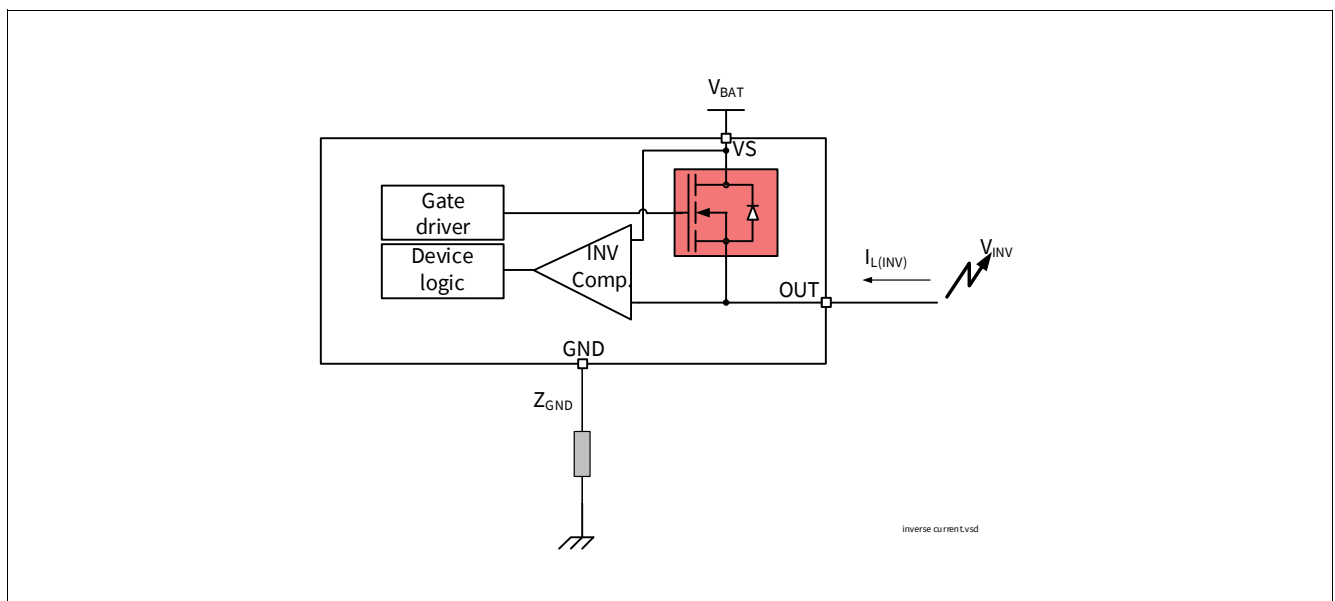 VBAT
VS
Gate
driver
Device
logic
INV
Comp.
IL(INV)
VINV
OUT
GND
ZGND
inverse current.vsd